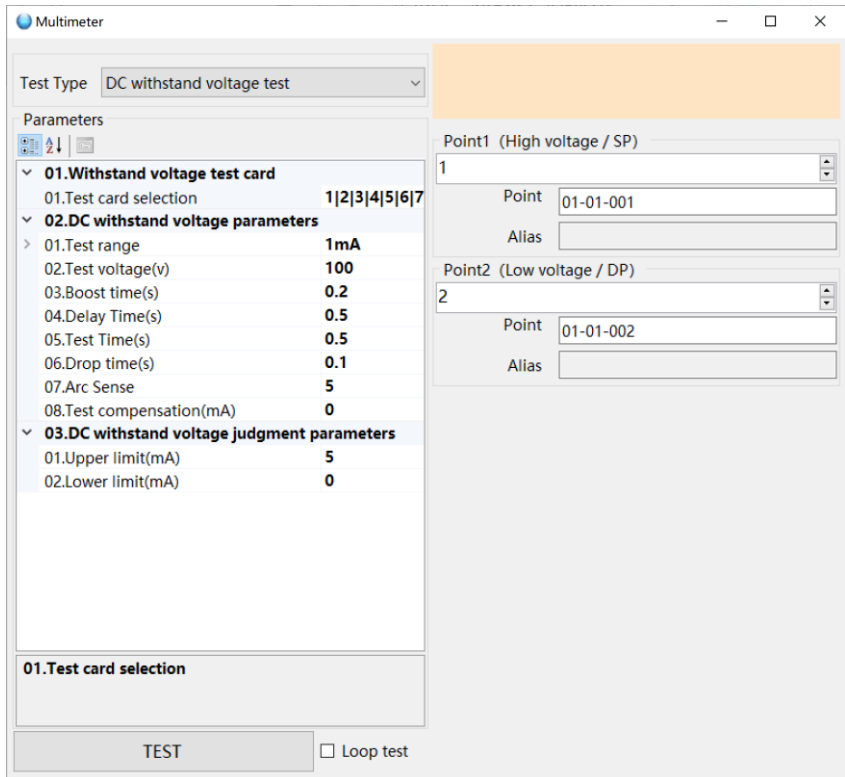 Multimeter
Test Type DC withstand voltage test
Parameters
01.Withstand voltage test card
01.Test card selection 1|2|3|4|5|6|7
02.DC withstand voltage parameters
01.Test range 1mA
02.Test voltage(v) 100
03.Boost time(s) 0.2
04.Delay Time(s) 0.5
05.Test Time(s) 0.5
06.Drop time(s) 0.1
07.Arc Sense 5
08.Test compensation(mA) 0
03.DC withstand voltage judgment parameters
01.Upper limit(mA) 5
02.Lower limit(mA) 0
01.Test card selection
TEST Loop test
Point1 (High voltage / SP)
1
Point 01-01-001
Alias
Point2 (Low voltage / DP)
2
Point 01-01-002
Alias